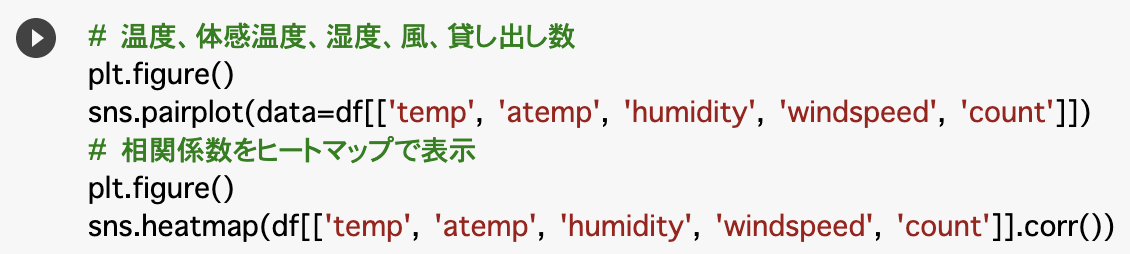 # 温度、体感温度、湿度、風、貸し出し数
plt.figure()
sns.pairplot(data=df[['temp', 'atemp', 'humidity', 'windspeed', 'count']])
# 相関係数をヒートマップで表示
plt.figure()
sns.heatmap(df[['temp', 'atemp', 'humidity', 'windspeed', 'count']].corr())